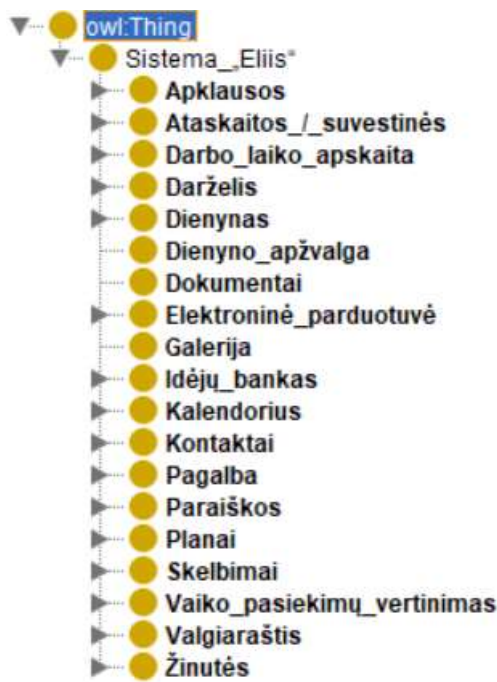 owl:Thing
Sistema_„Eliis“
Apklausos
Ataskaitos_/_suvestinės
Darbo_laiko_apskaita
Darželis
Dienynas
Dienyno_apžvalga
Dokumentai
Elektroninė_parduotuvė
Galerija
Idėjų_bankas
Kalendorius
Kontaktai
Pagalba
Paraiškos
Planai
Skelbimai
Vaiko_pasiekimų_vertinimas
Valgiaraštis
Žinutės